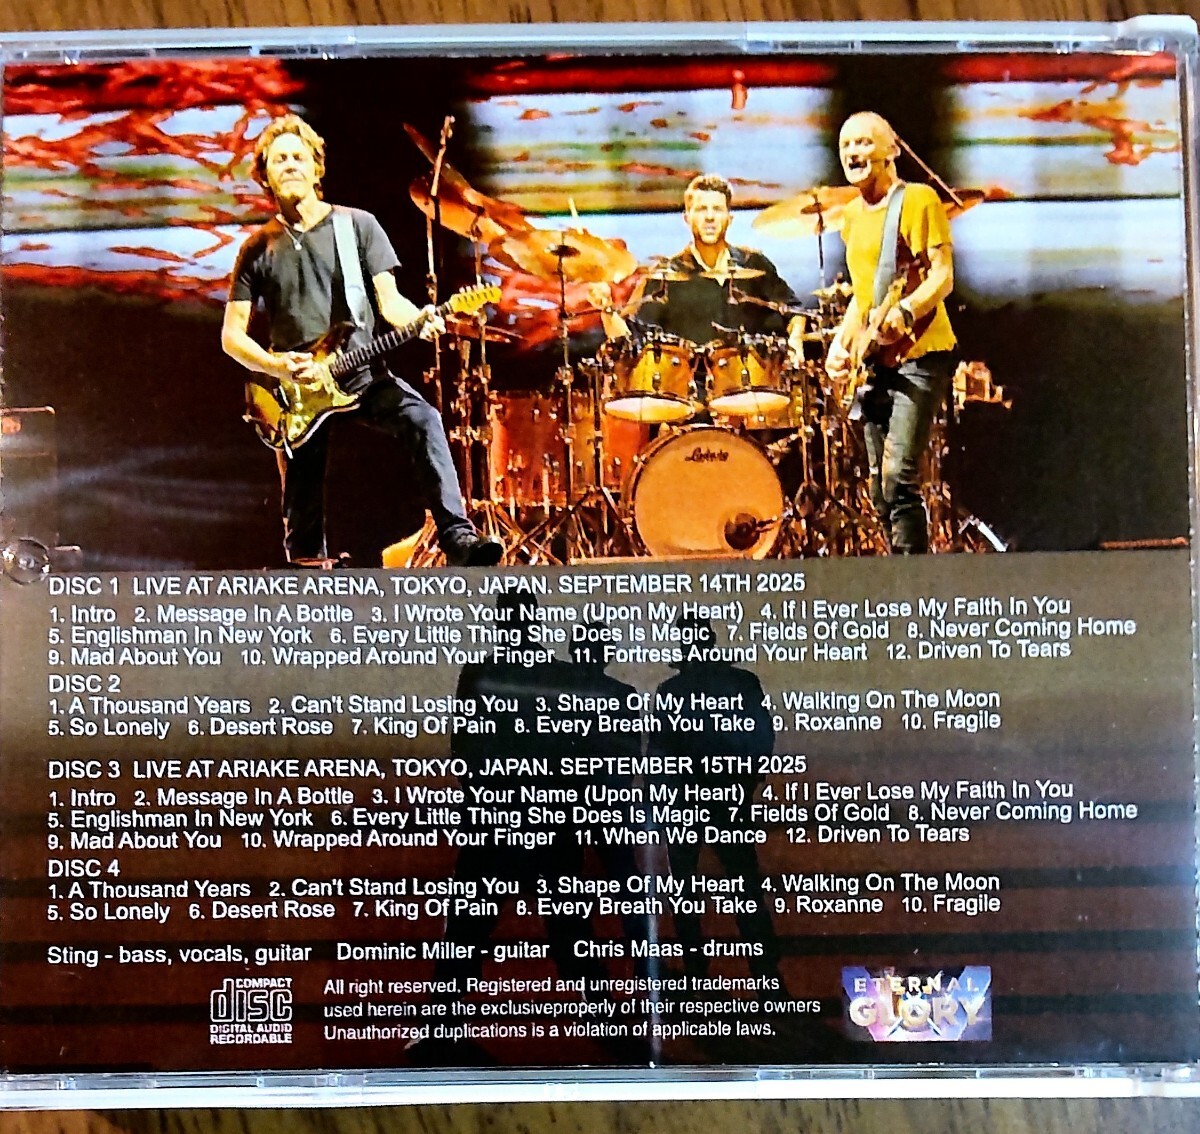 Ludwig
DISC 1 LIVE AT ARIAKE ARENA, TOKYO, JAPAN. SEPTEMBER 14TH 2025
1. Intro 2. Message In A Bottle 3. I Wrote Your Name (Upon My Heart) 4. If I Ever Lose My Faith In You
5. Englishman In New York 6. Every Little Thing She Does Is Magic 7. Fields Of Gold 8. Never Coming Home
9. Mad About You 10. Wrapped Around Your Finger 11. Fortress Around Your Heart 12. Driven To Tears
DISC 2
1. A Thousand Years 2. Can't Stand Losing You 3. Shape Of My Heart 4. Walking On The Moon
5. So Lonely 6. Desert Rose 7. King Of Pain 8. Every Breath You Take 9. Roxanne 10. Fragile
DISC 3 LIVE AT ARIAKE ARENA, TOKYO, JAPAN. SEPTEMBER 15TH 2025
1. Intro 2. Message In A Bottle 3. I Wrote Your Name (Upon My Heart) 4. If I Ever Lose My Faith In You
5. Englishman In New York 6. Every Little Thing She Does Is Magic 7. Fields Of Gold 8. Never Coming Home
9. Mad About You 10. Wrapped Around Your Finger 11. When We Dance 12. Driven To Tears
DISC 4
1. A Thousand Years 2. Can't Stand Losing You 3. Shape Of My Heart 4. Walking On The Moon
5. So Lonely 6. Desert Rose 7. King Of Pain 8. Every Breath You Take 9. Roxanne 10. Fragile
Sting - bass, vocals, guitar Dominic Miller - guitar Chris Maas - drums
COMPACT
disc
DIGITAL AUDIO
RECORDABLE
All right reserved. Registered and unregistered trademarks
used herein are the exclusiveproperly of their respective owners
Unauthorized duplications is a violation of applicable laws.
ETERNAL
GLORY